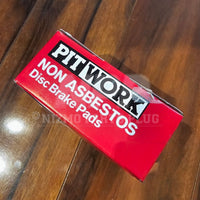 PITWORK
NON ASBESTOS
Disc Brake Pads